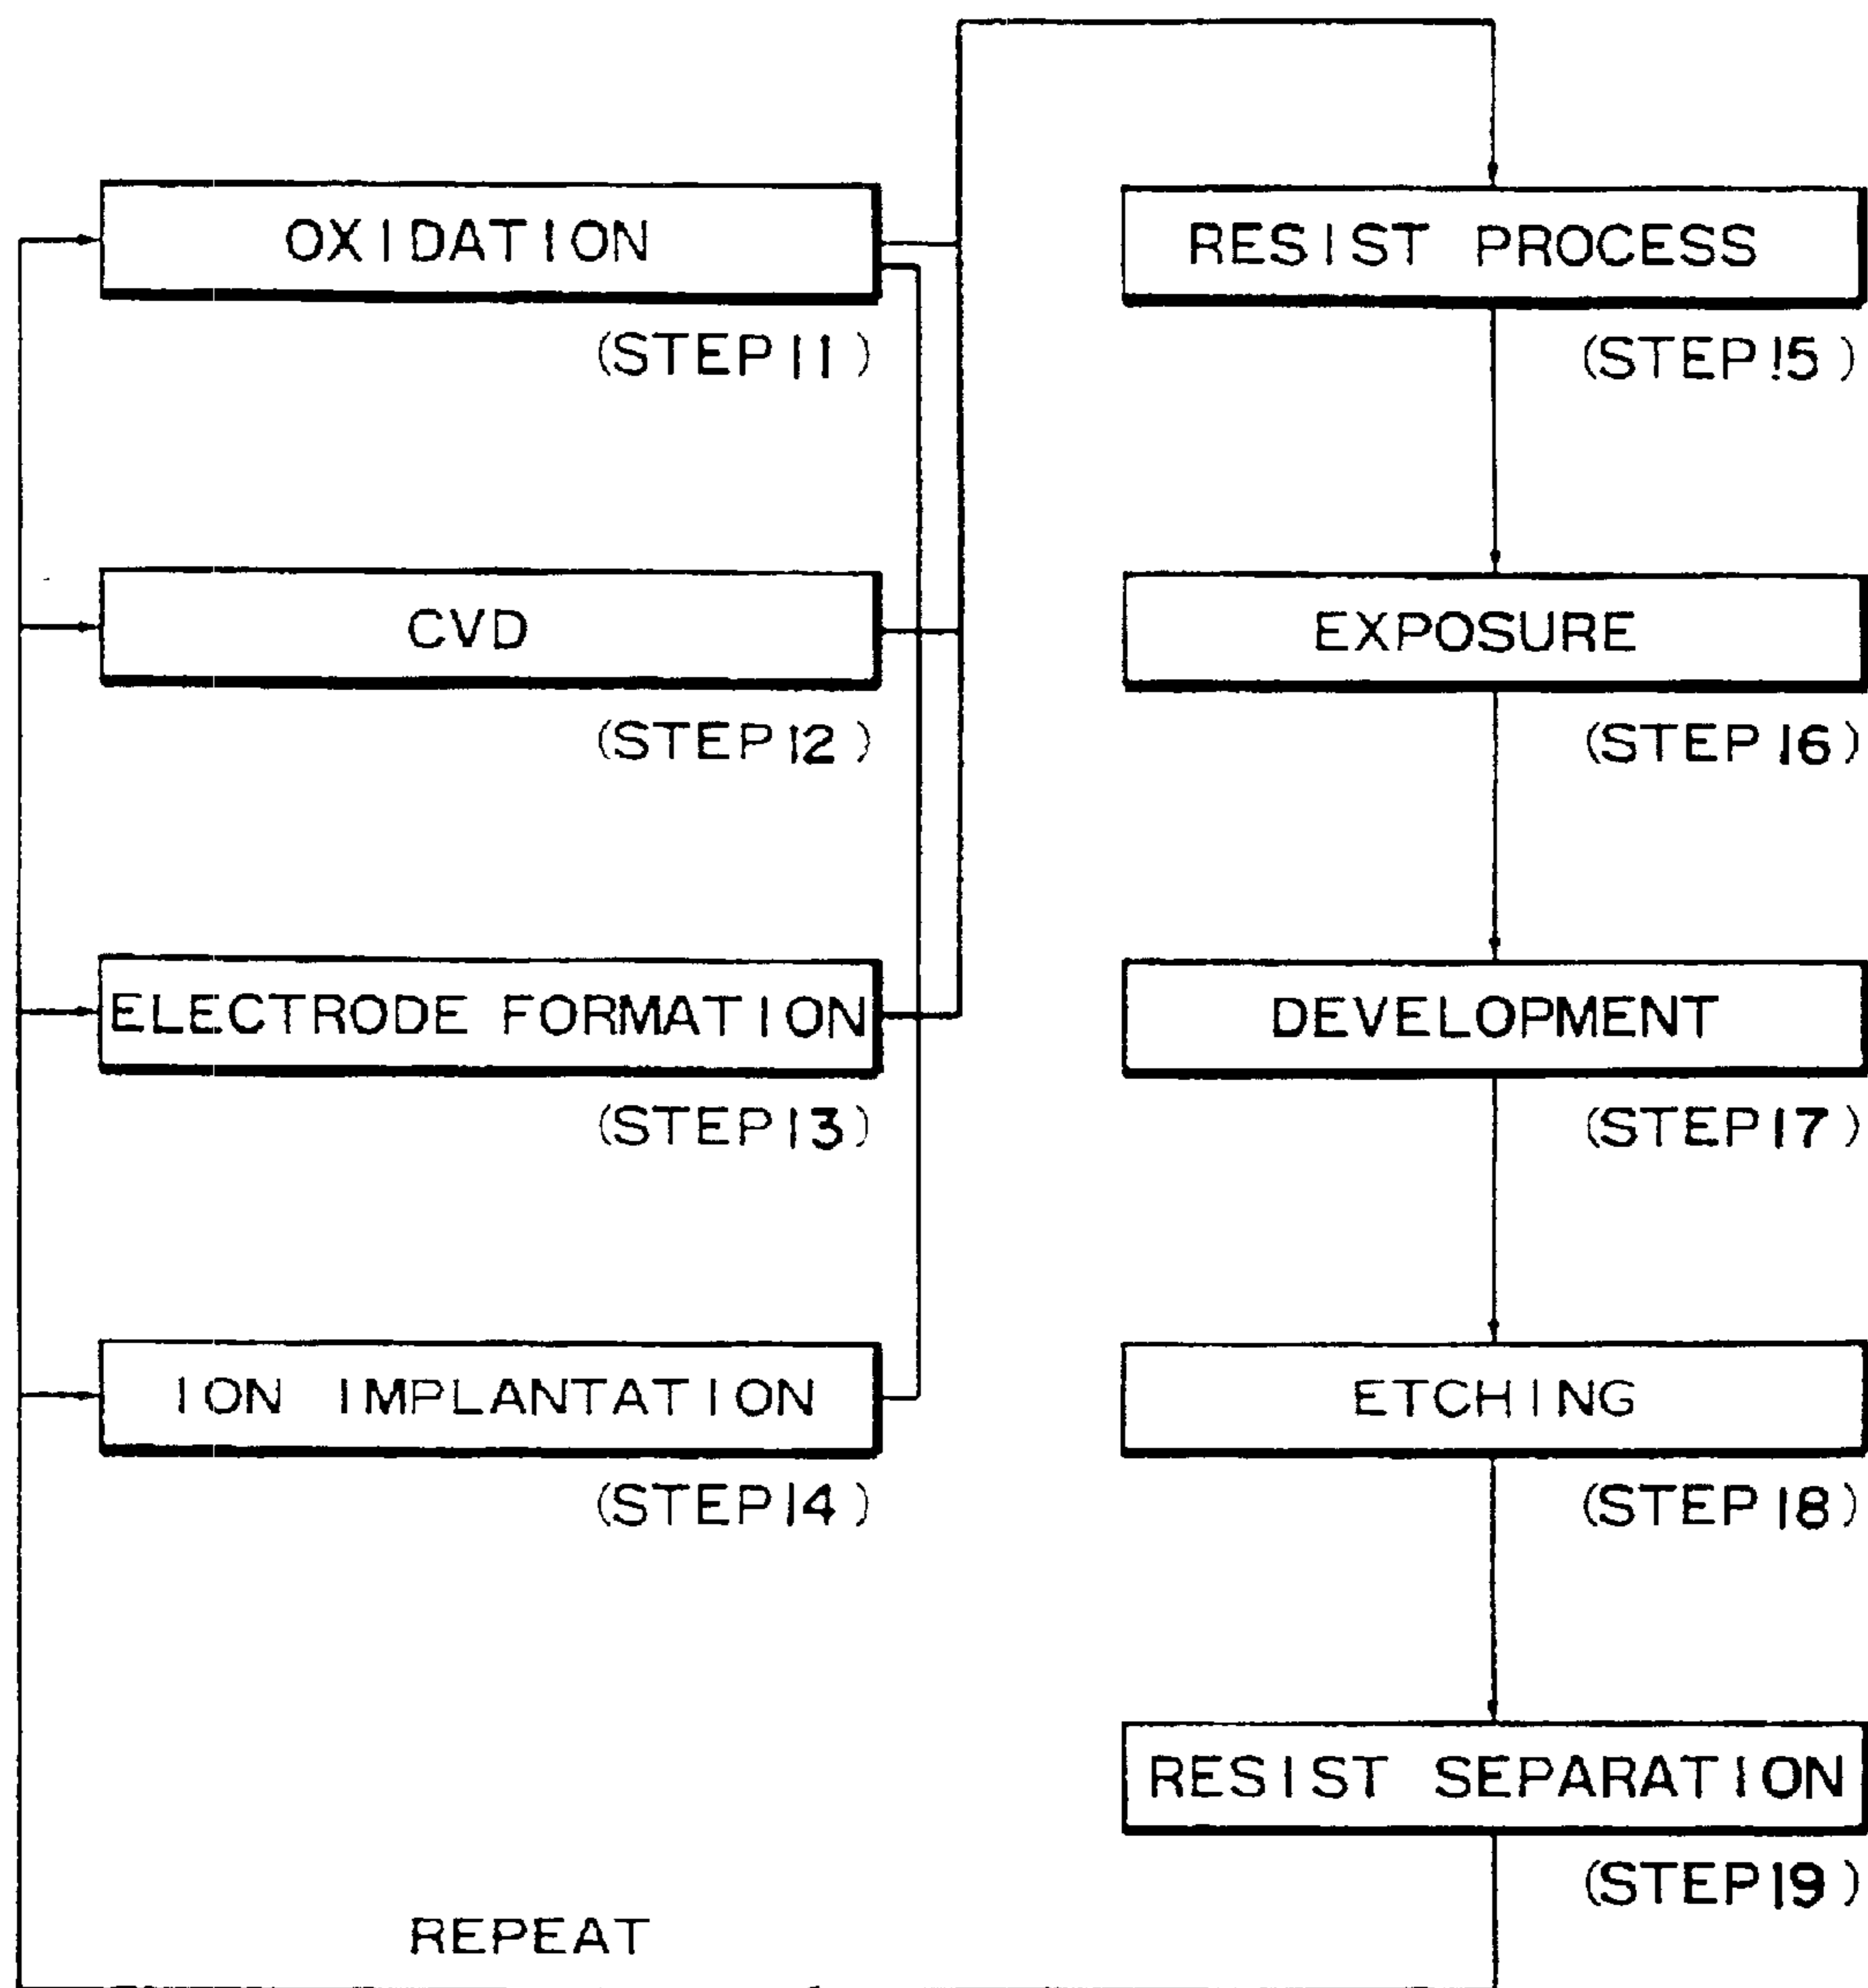 OXIDATION
(STEP 11)
CVD
(STEP 12)
ELECTRODE FORMATION
(STEP 13)
ION IMPLANTATION
(STEP 14)
RESIST PROCESS
(STEP 15)
EXPOSURE
(STEP 16)
DEVELOPMENT
(STEP 17)
ETCHING
(STEP 18)
RESIST SEPARATION
(STEP 19)
REPEAT